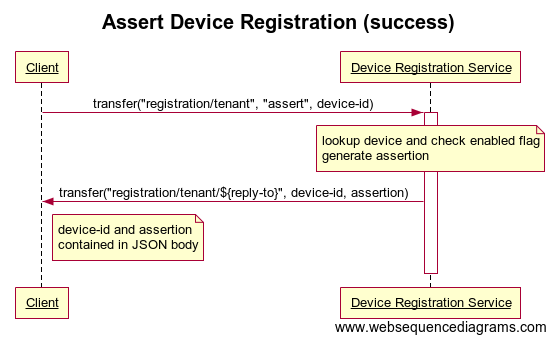 Assert Device Registration (success)
Client
Device Registration Service
transfer("registration/tenant", "assert", device-id)
lookup device and check enabled flag
generate assertion
transfer("registration/tenant/${reply-to}", device-id, assertion)
device-id and assertion
contained in JSON body
Client
Device Registration Service
www.websequencediagrams.com